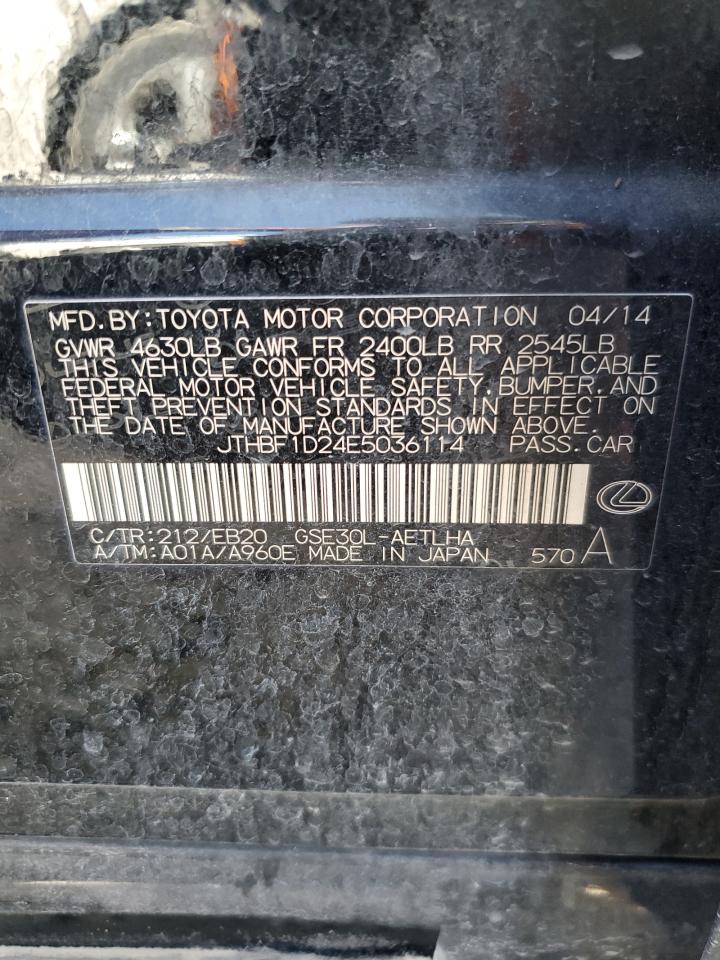 MFD.BY:TOYOTA MOTOR CORPORATION 04/14
GVWR 4630LB GAWR FR 2400LB RR 2545LB
THIS VEHICLE CONFORMS TO ALL APPLICABLE
FEDERAL MOTOR VEHICLE SAFETY,BUMPER,AND
THEFT PREVENTION STANDARDS IN EFFECT ON
THE DATE OF MANUFACTURE SHOWN ABOVE.
JTHBF1D24E5036114 PASS.CAR
C/TR:212/EB20 GSE30L-AETLHA
A/TM:A01A/A960E MADE IN JAPAN 570 A